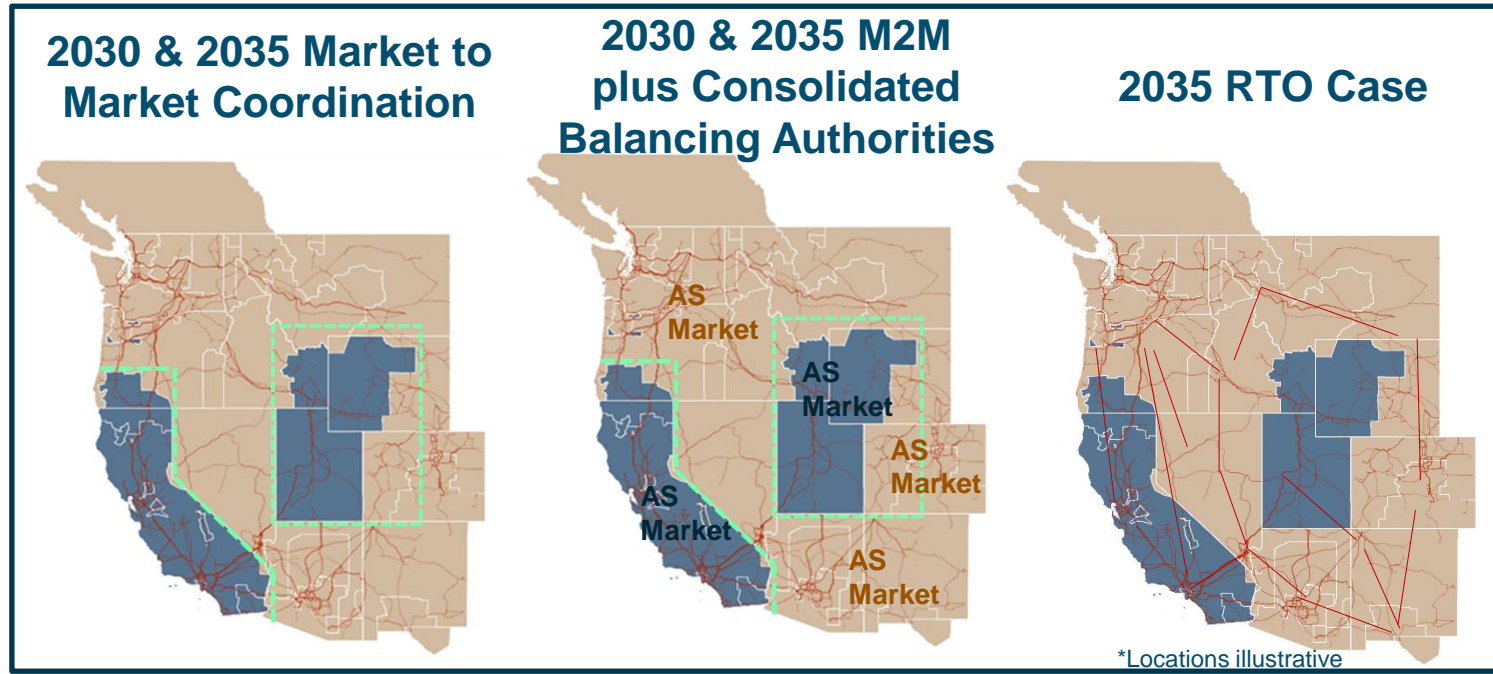 2030 & 2035 Market to
Market Coordination
2030 & 2035 M2M
plus Consolidated
Balancing Authorities
2035 RTO Case
AS
Market
AS
Market
AS
Market
AS
Market
AS
Market
*Locations illustrative